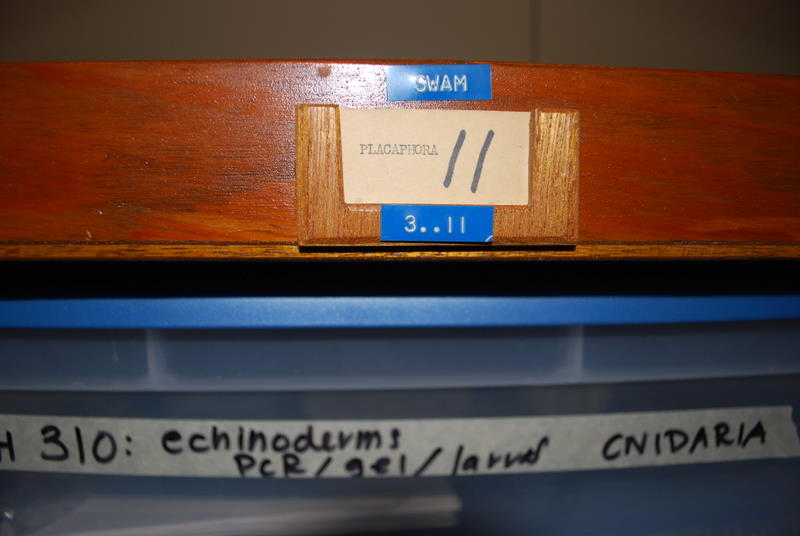 SWAM
PLACAPHORA 11
3..11
H 310: echinoderms CNIDARIA
PCR/gel/larvae